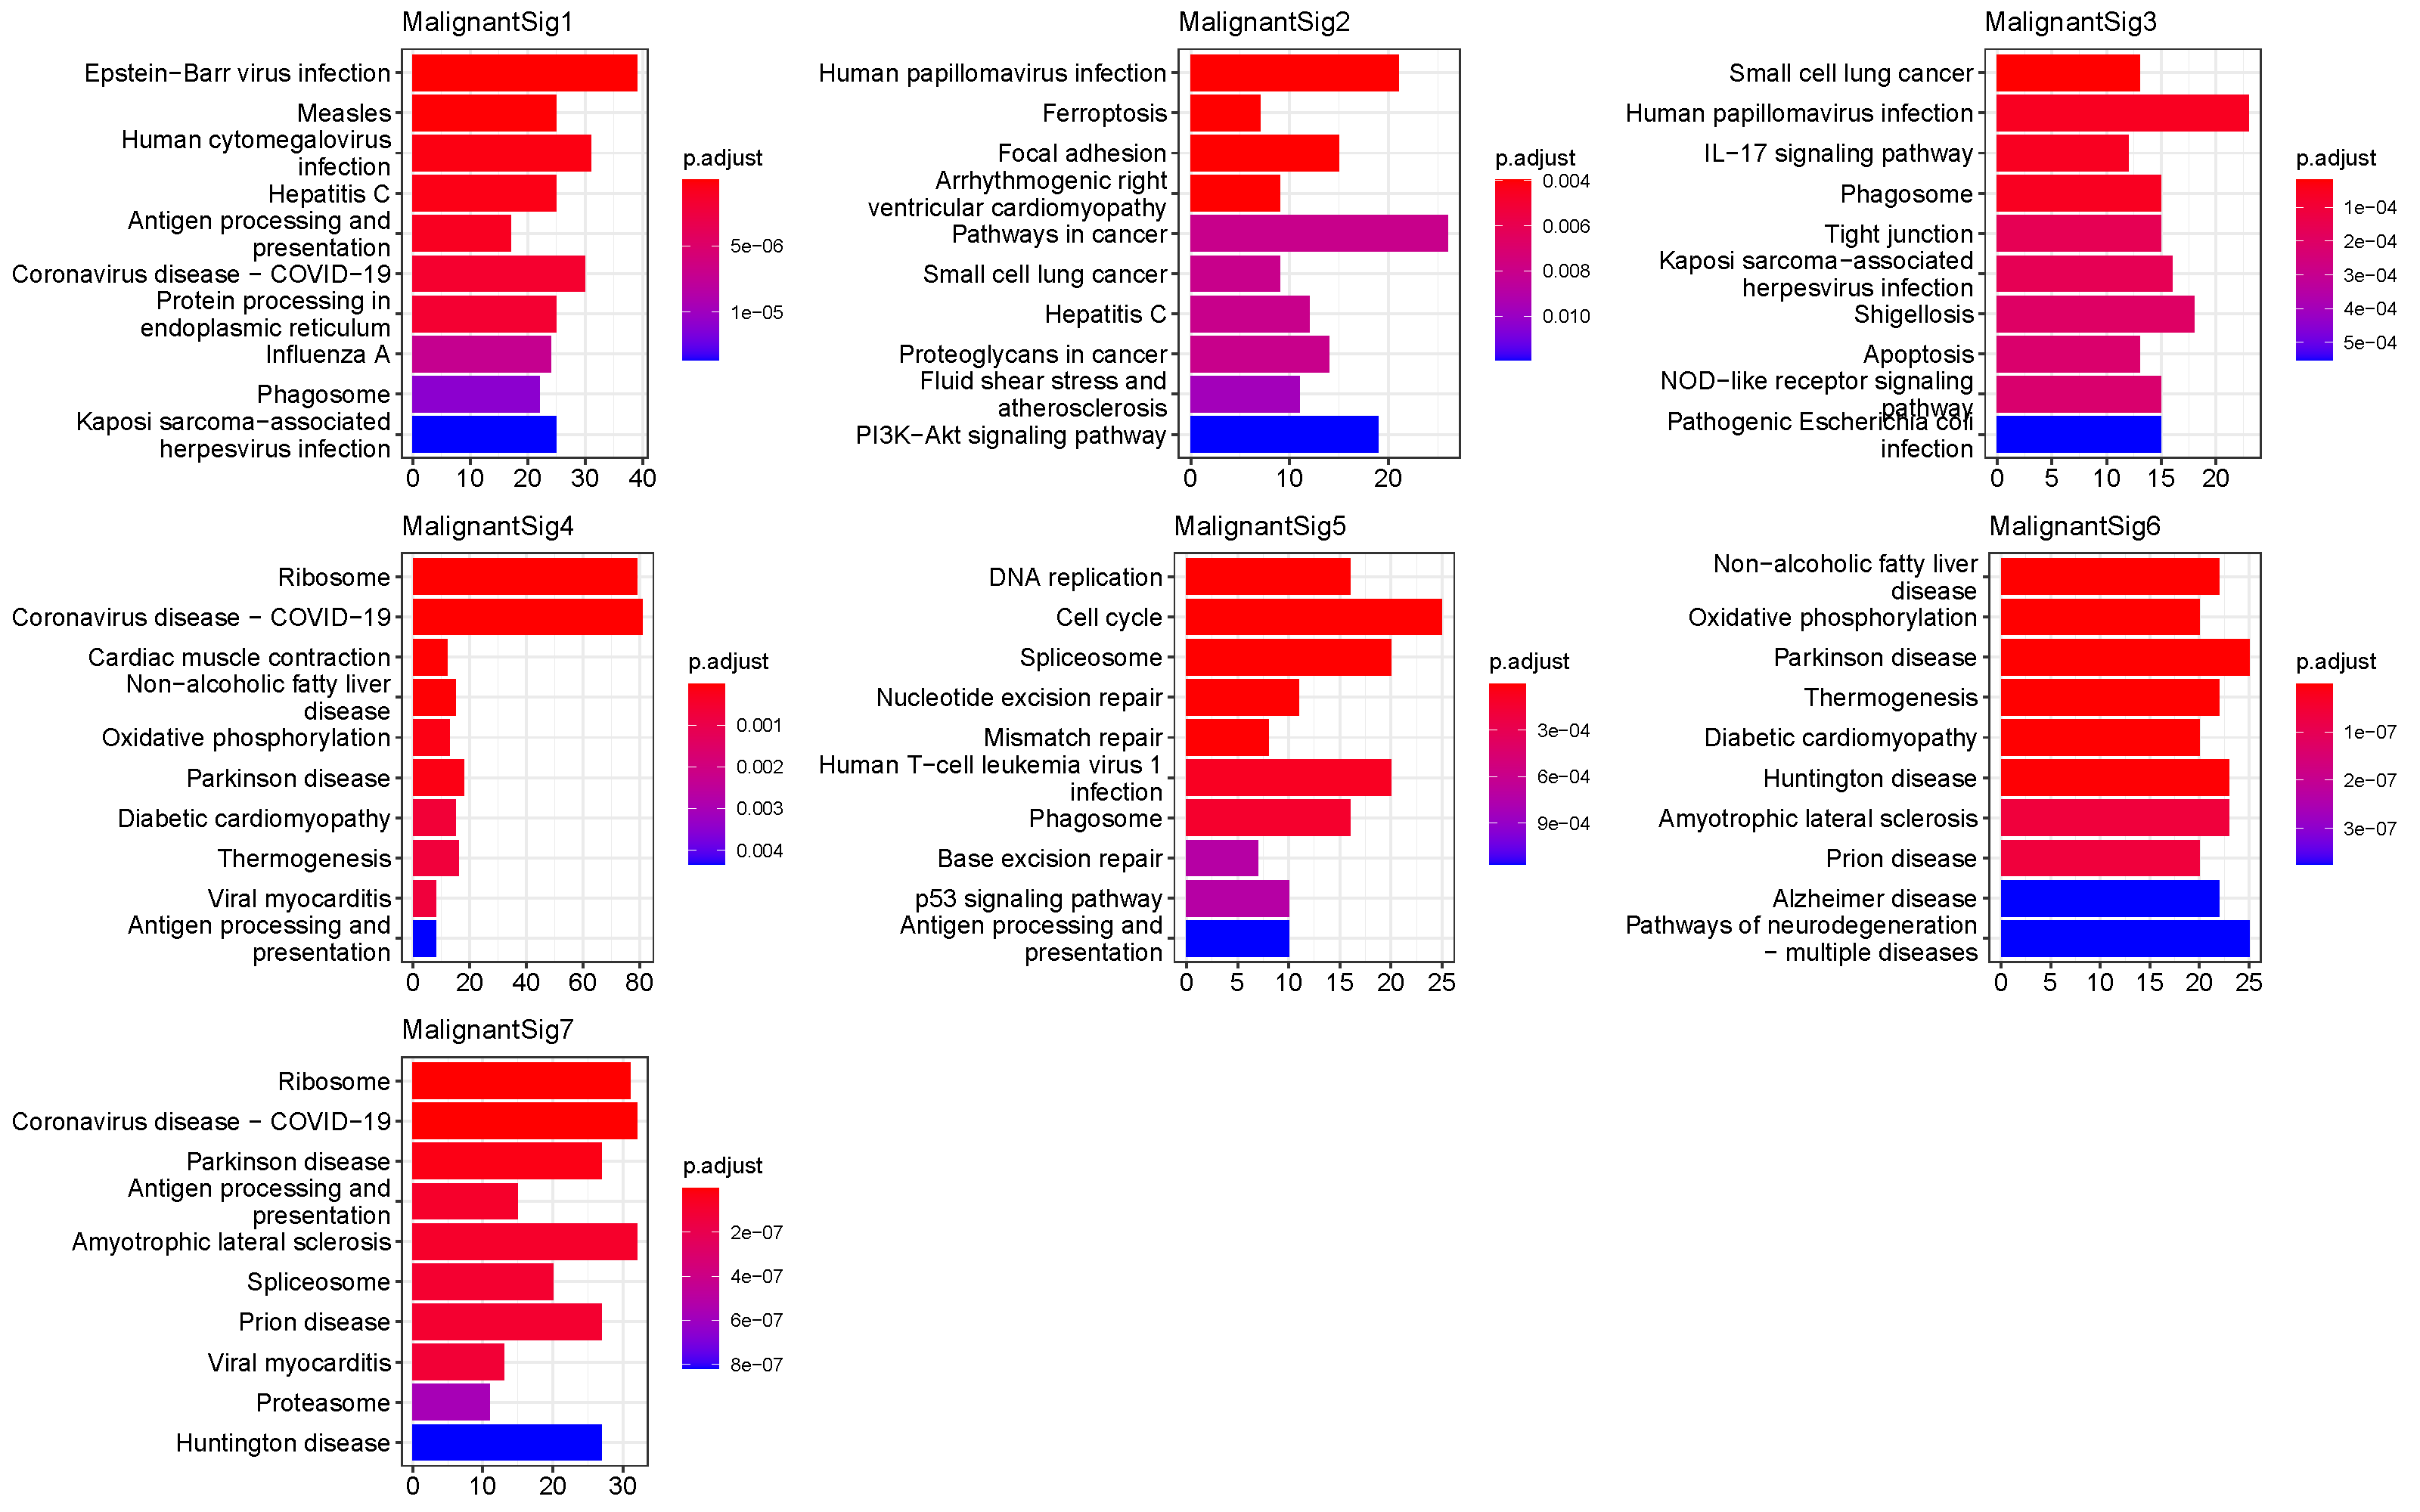 MalignantSig1
Epstein−Barr virus infection
Measles
Human cytomegalovirus
infection
Hepatitis C
Antigen processing and
presentation
Coronavirus disease − COVID−19
Protein processing in
endoplasmic reticulum
Influenza A
Phagosome
Kaposi sarcoma−associated
herpesvirus infection
0 10 20 30 40
p.adjust
5e−06
1e−05
MalignantSig2
Human papillomavirus infection
Ferroptosis
Focal adhesion
Arrhythmogenic right
ventricular cardiomyopathy
Pathways in cancer
Small cell lung cancer
Hepatitis C
Proteoglycans in cancer
Fluid shear stress and
atherosclerosis
PI3K−Akt signaling pathway
0 10 20
p.adjust
0.004
0.006
0.008
0.010
MalignantSig3
Small cell lung cancer
Human papillomavirus infection
IL−17 signaling pathway
Phagosome
Tight junction
Kaposi sarcoma−associated
herpesvirus infection
Shigellosis
Apoptosis
NOD−like receptor signaling
pathway
Pathogenic Escherichia coli
infection
0 5 10 15 20
p.adjust
1e−04
2e−04
3e−04
4e−04
5e−04
MalignantSig4
Ribosome
Coronavirus disease − COVID−19
Cardiac muscle contraction
Non−alcoholic fatty liver
disease
Oxidative phosphorylation
Parkinson disease
Diabetic cardiomyopathy
Thermogenesis
Viral myocarditis
Antigen processing and
presentation
0 20 40 60 80
p.adjust
0.001
0.002
0.003
0.004
MalignantSig5
DNA replication
Cell cycle
Spliceosome
Nucleotide excision repair
Mismatch repair
Human T−cell leukemia virus 1
infection
Phagosome
Base excision repair
p53 signaling pathway
Antigen processing and
presentation
0 5 10 15 20 25
p.adjust
3e−04
6e−04
9e−04
MalignantSig6
Non−alcoholic fatty liver
disease
Oxidative phosphorylation
Parkinson disease
Thermogenesis
Diabetic cardiomyopathy
Huntington disease
Amyotrophic lateral sclerosis
Prion disease
Alzheimer disease
Pathways of neurodegeneration
− multiple diseases
0 5 10 15 20 25
p.adjust
1e−07
2e−07
3e−07
MalignantSig7
Ribosome
Coronavirus disease − COVID−19
Parkinson disease
Antigen processing and
presentation
Amyotrophic lateral sclerosis
Spliceosome
Prion disease
Viral myocarditis
Proteasome
Huntington disease
0 10 20 30
p.adjust
2e−07
4e−07
6e−07
8e−07